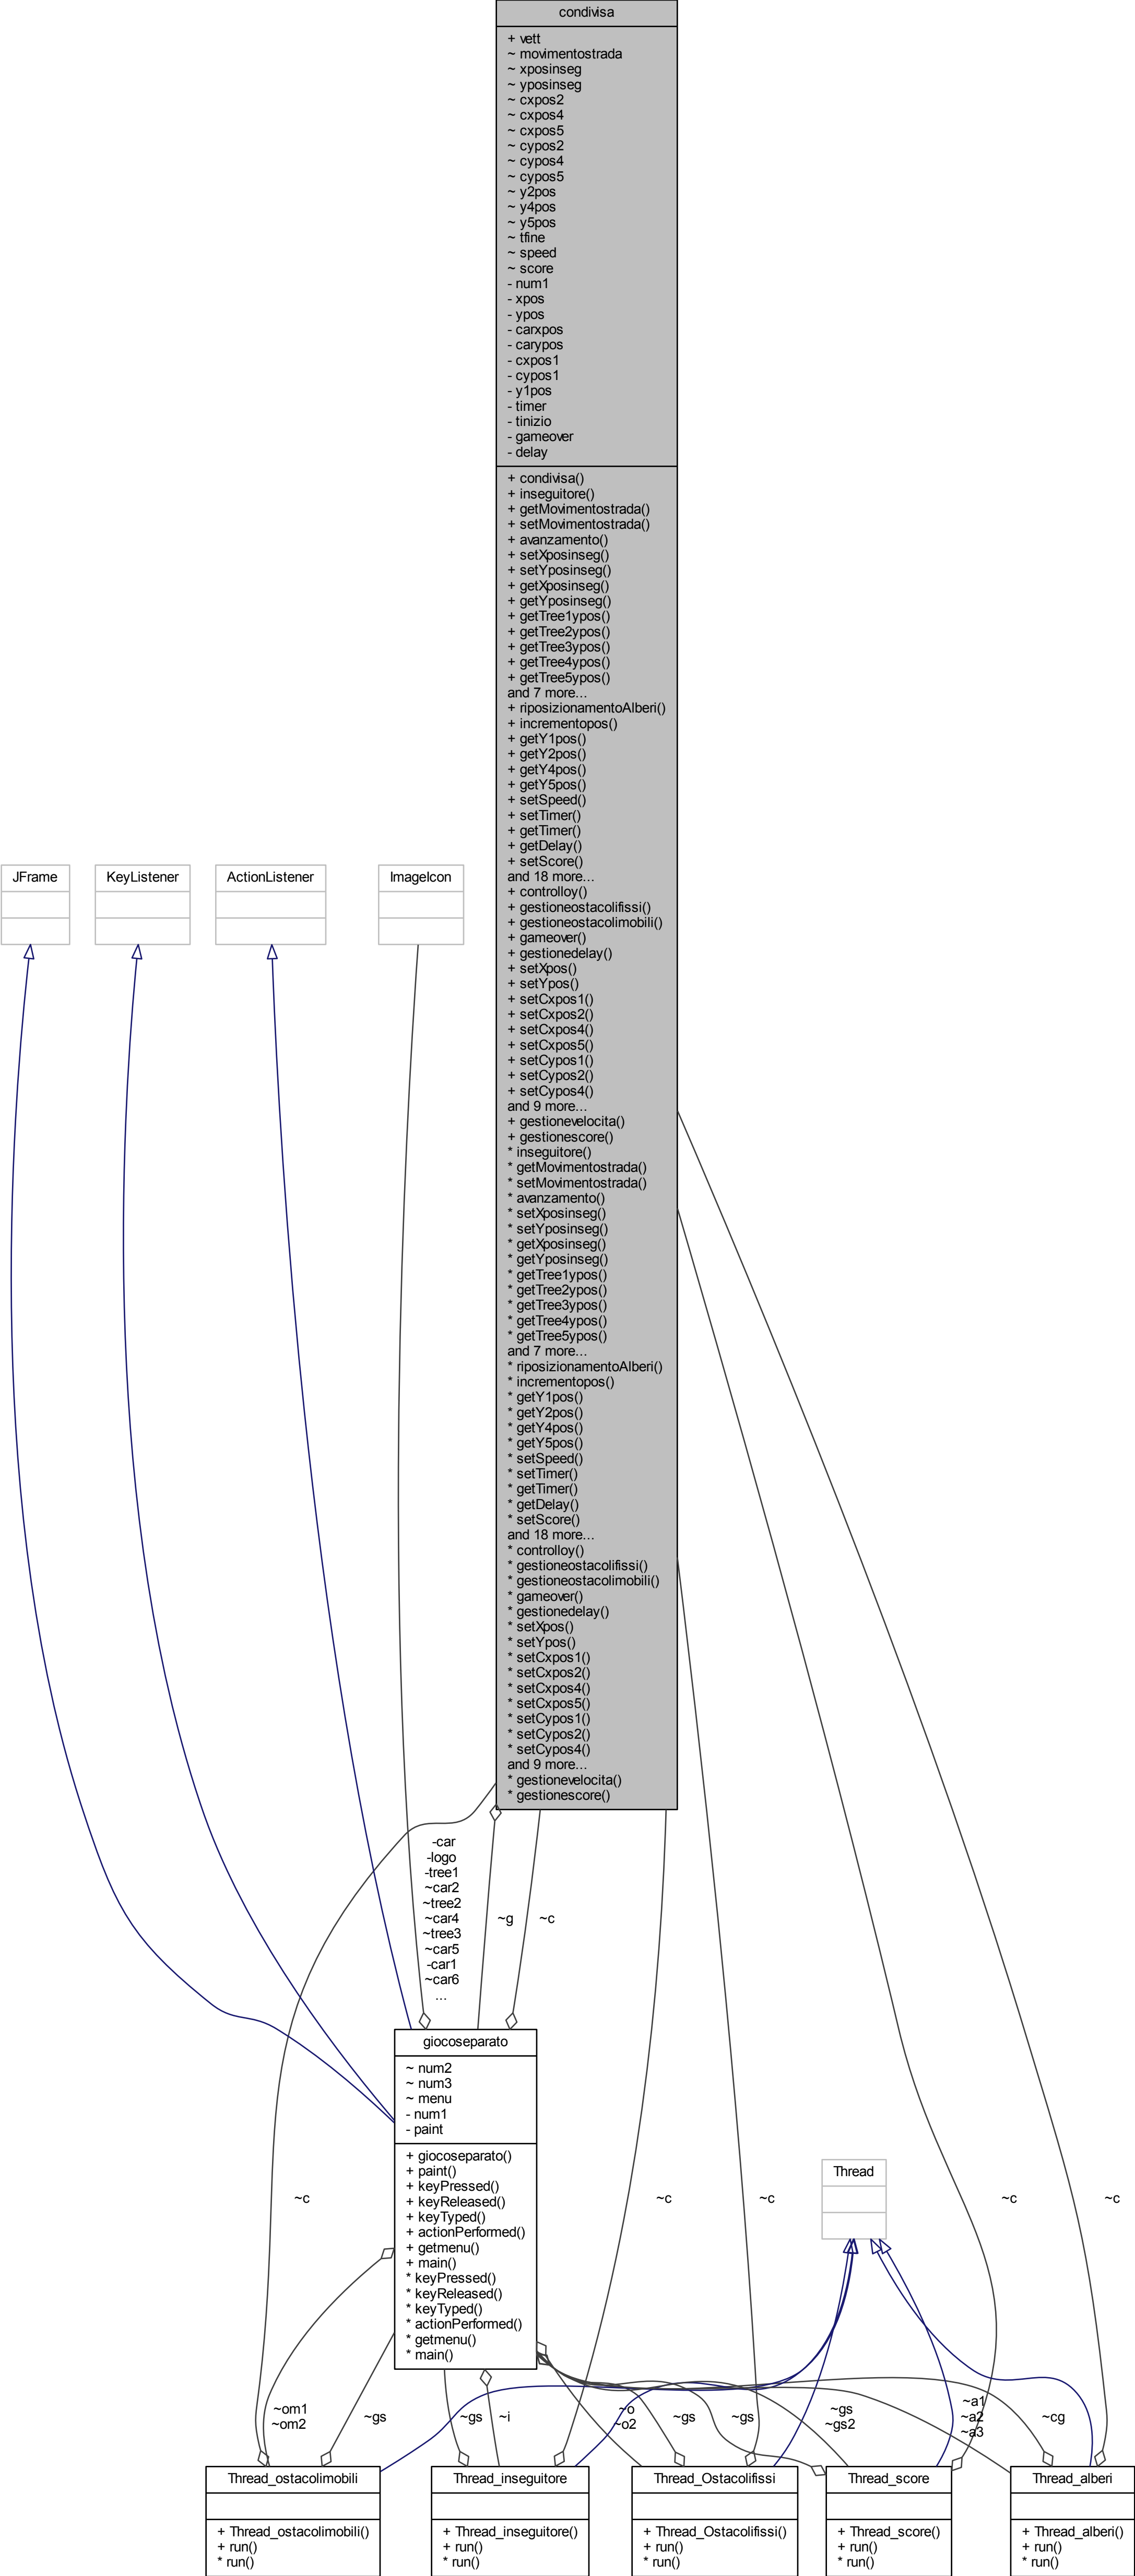 condivisa
+ vett
~ movimentostrada
~ xposinseg
~ yposinseg
~ cxpos2
~ cxpos4
~ cxpos5
~ cypos2
~ cypos4
~ cypos5
~ y2pos
~ y4pos
~ y5pos
~ tfine
~ speed
~ score
- num1
- xpos
- ypos
- carxpos
- carypos
- cxpos1
- cypos1
- y1pos
- timer
- tinizio
- gameover
- delay
+ condivisa()
+ inseguitore()
+ getMovimentostrada()
+ setMovimentostrada()
+ avanzamento()
+ setXposinseg()
+ setYposinseg()
+ getXposinseg()
+ getYposinseg()
+ getTree1ypos()
+ getTree2ypos()
+ getTree3ypos()
+ getTree4ypos()
+ getTree5ypos()
and 7 more...
+ riposizionamentoAlberi()
+ incrementopos()
+ getY1pos()
+ getY2pos()
+ getY4pos()
+ getY5pos()
+ setSpeed()
+ setTimer()
+ getTimer()
+ getDelay()
+ setScore()
and 18 more...
+ controlloy()
+ gestioneostacolifissi()
+ gestioneostacolimobili()
+ gameover()
+ gestionedelay()
+ setXpos()
+ setYpos()
+ setCxpos1()
+ setCxpos2()
+ setCxpos4()
+ setCxpos5()
+ setCypos1()
+ setCypos2()
+ setCypos4()
and 9 more...
+ gestionevelocita()
+ gestionescore()
* inseguitore()
* getMovimentostrada()
* setMovimentostrada()
* avanzamento()
* setXposinseg()
* setYposinseg()
* getXposinseg()
* getYposinseg()
* getTree1ypos()
* getTree2ypos()
* getTree3ypos()
* getTree4ypos()
* getTree5ypos()
and 7 more...
* riposizionamentoAlberi()
* incrementopos()
* getY1pos()
* getY2pos()
* getY4pos()
* getY5pos()
* setSpeed()
* setTimer()
* getTimer()
* getDelay()
* setScore()
and 18 more...
* controlloy()
* gestioneostacolifissi()
* gestioneostacolimobili()
* gameover()
* gestionedelay()
* setXpos()
* setYpos()
* setCxpos1()
* setCxpos2()
* setCxpos4()
* setCxpos5()
* setCypos1()
* setCypos2()
* setCypos4()
and 9 more...
* gestionevelocita()
* gestionescore()
JFrame
KeyListener
ActionListener
ImageIcon
-car
-logo
-tree1
~car2
~tree2
~car4
~tree3
~car5
-car1
~car6
...
~g
~c
giocoseparato
~ num2
~ num3
~ menu
- num1
- paint
+ giocoseparato()
+ paint()
+ keyPressed()
+ keyReleased()
+ keyTyped()
+ actionPerformed()
+ getmenu()
+ main()
* keyPressed()
* keyReleased()
* keyTyped()
* actionPerformed()
* getmenu()
* main()
Thread
~c
~c
~c
~c
~c
~om1
~om2
~gs
~gs
~i
~o
~o2
~gs
~gs
~gs
~gs2
~a1
~a2
~a3
~cg
Thread_ostacolimobili
+ Thread_ostacolimobili()
+ run()
* run()
Thread_inseguitore
+ Thread_inseguitore()
+ run()
* run()
Thread_Ostacolifissi
+ Thread_Ostacolifissi()
+ run()
* run()
Thread_score
+ Thread_score()
+ run()
* run()
Thread_alberi
+ Thread_alberi()
+ run()
* run()